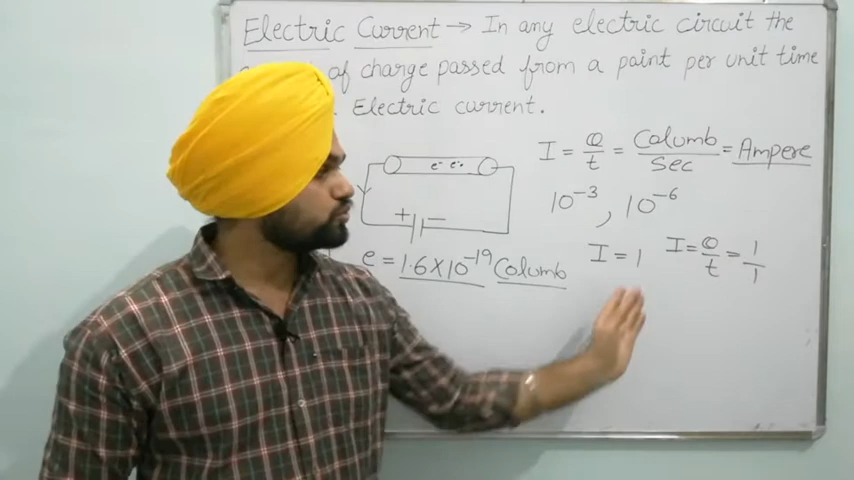 Electric Current → In any electric circuit the
of charge passed from a paint per unit time
Electric current.
I = Q/t = Columb/Sec = Ampere
e⁻ e⁻
10⁻³, 10⁻⁶
+ −
I = 1 I = Q/t = 1/1
e = 1.6×10⁻¹⁹ Columb